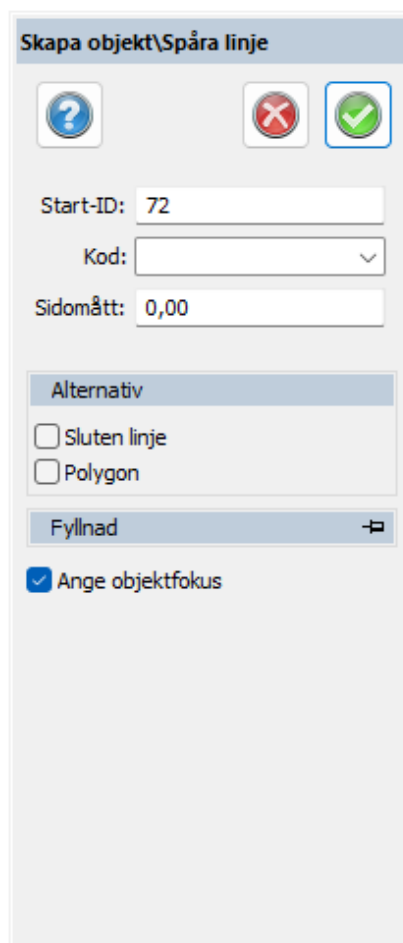 Skapa objekt\Spåra linje
Start-ID: 72
Kod:
Sidomått: 0,00
Alternativ
Sluten linje
Polygon
Fyllnad
Ange objektfokus